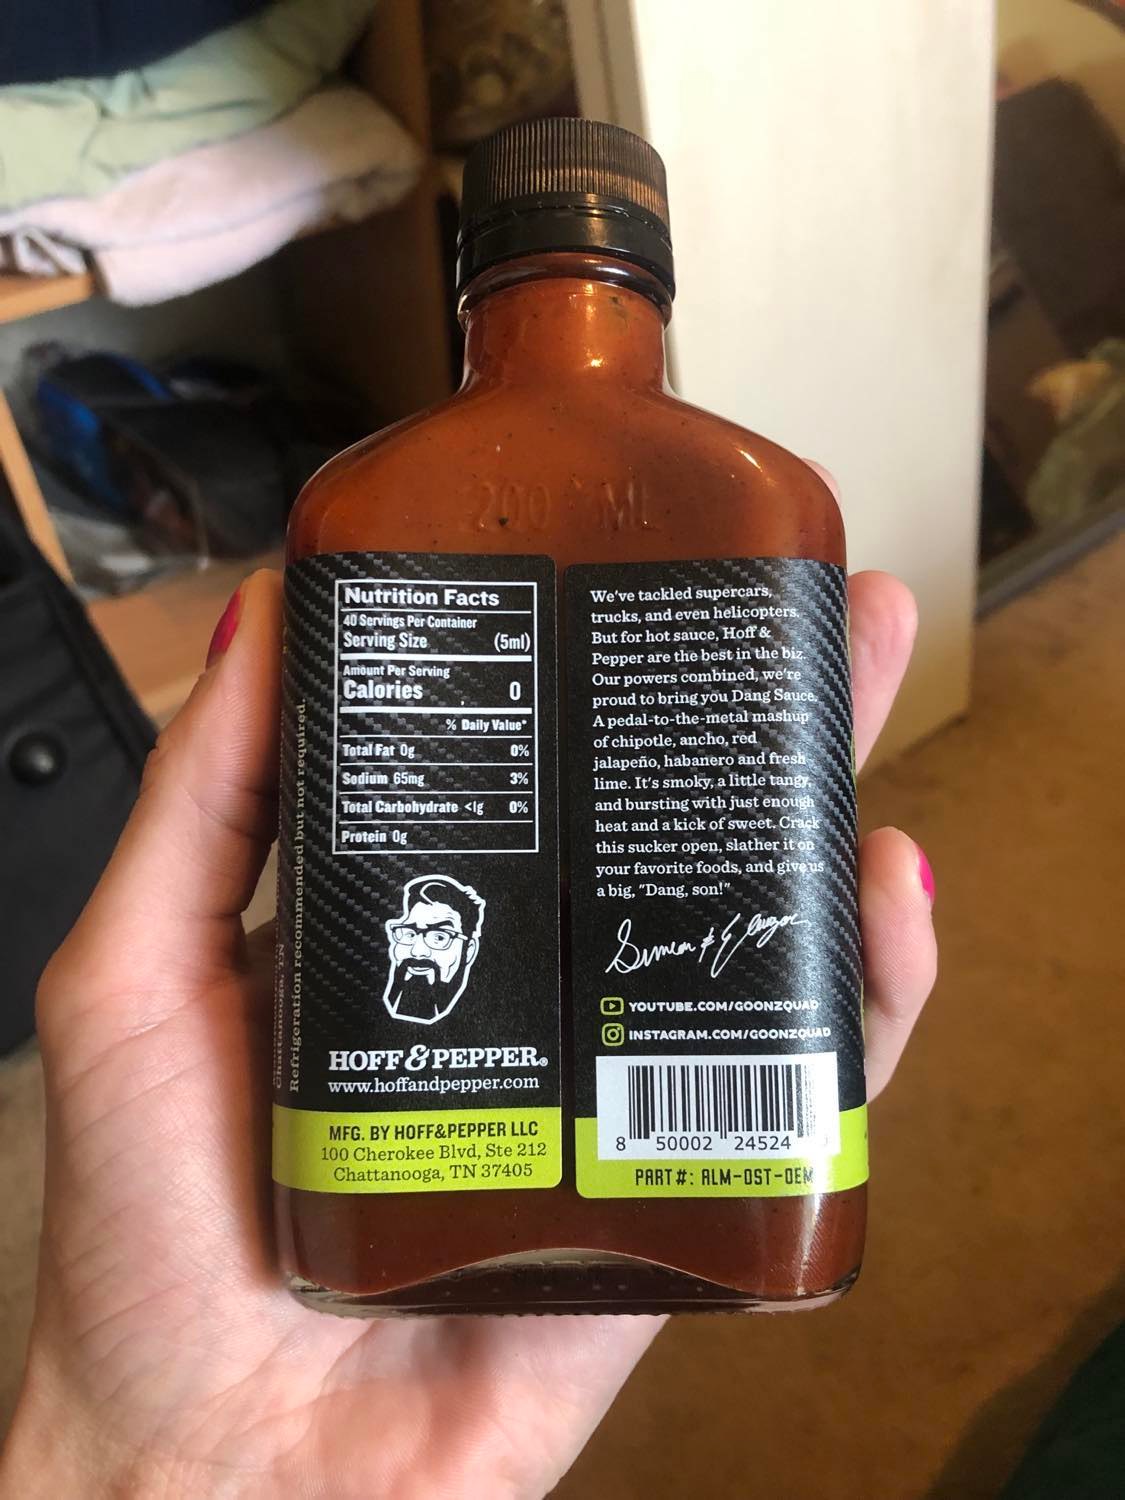 200 ML
Nutrition Facts
40 Servings Per Container
Serving Size (5ml)
Amount Per Serving
Calories 0
% Daily Value*
Total Fat 0g 0%
Sodium 65mg 3%
Total Carbohydrate <1g 0%
Protein 0g
HOFF & PEPPER®
www.hoffandpepper.com
MFG. BY HOFF&PEPPER LLC
100 Cherokee Blvd, Ste 212
Chattanooga, TN 37405
Chattanooga, TN
Refrigeration recommended but not required.
We've tackled supercars,
trucks, and even helicopters.
But for hot sauce, Hoff &
Pepper are the best in the biz.
Our powers combined, we're
proud to bring you Dang Sauce.
A pedal-to-the-metal mashup
of chipotle, ancho, red
jalapeño, habanero and fresh
lime. It's smoky, a little tangy,
and bursting with just enough
heat and a kick of sweet. Crack
this sucker open, slather it on
your favorite foods, and give us
a big, "Dang, son!"
Simeon & Eleazar
YOUTUBE.COM/GOONZQUAD
INSTAGRAM.COM/GOONZQUAD
8 50002 24524
PART#: ALM-DST-OEM